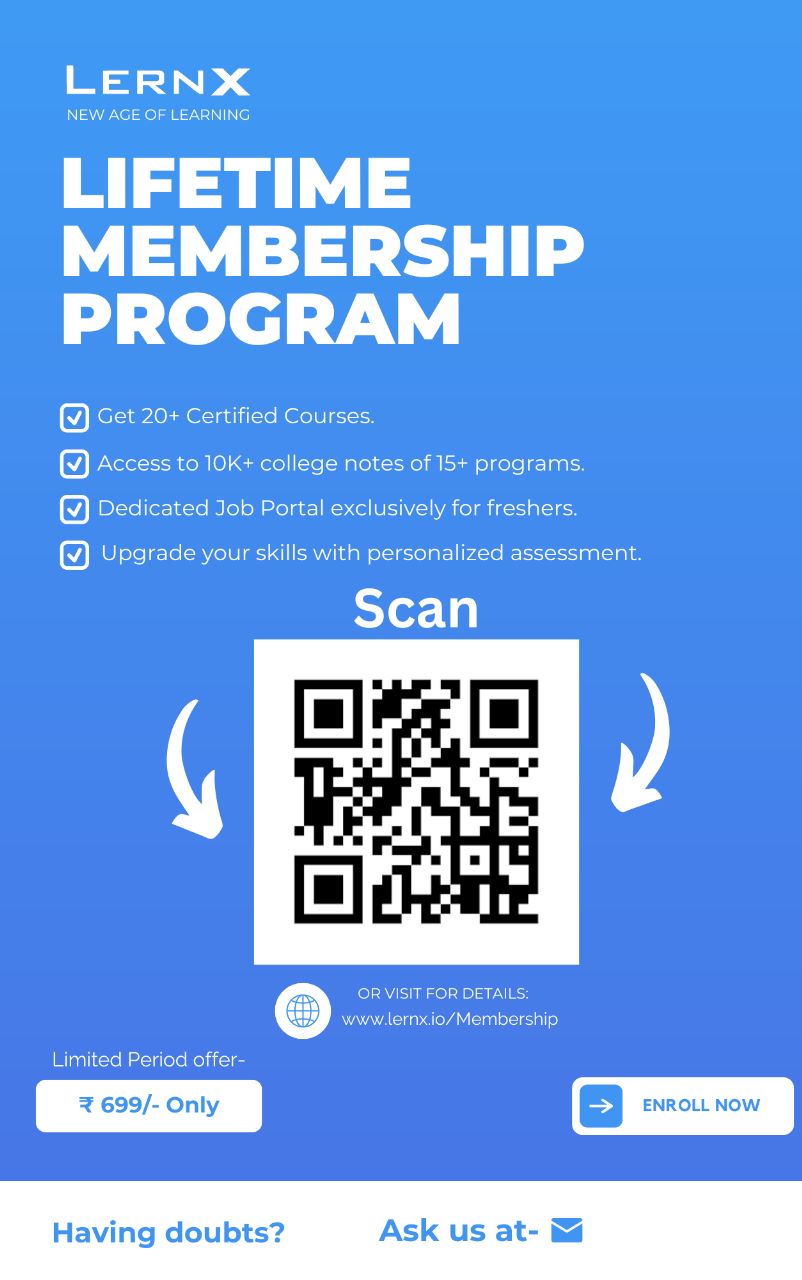 LERNX
NEW AGE OF LEARNING
LIFETIME
MEMBERSHIP
PROGRAM
Get 20+ Certified Courses.
Access to 10K+ college notes of 15+ programs.
Dedicated Job Portal exclusively for freshers.
Upgrade your skills with personalized assessment.
Scan
OR VISIT FOR DETAILS:
www.lernx.io/Membership
Limited Period offer-
₹ 699/- Only
ENROLL NOW
Having doubts?
Ask us at-